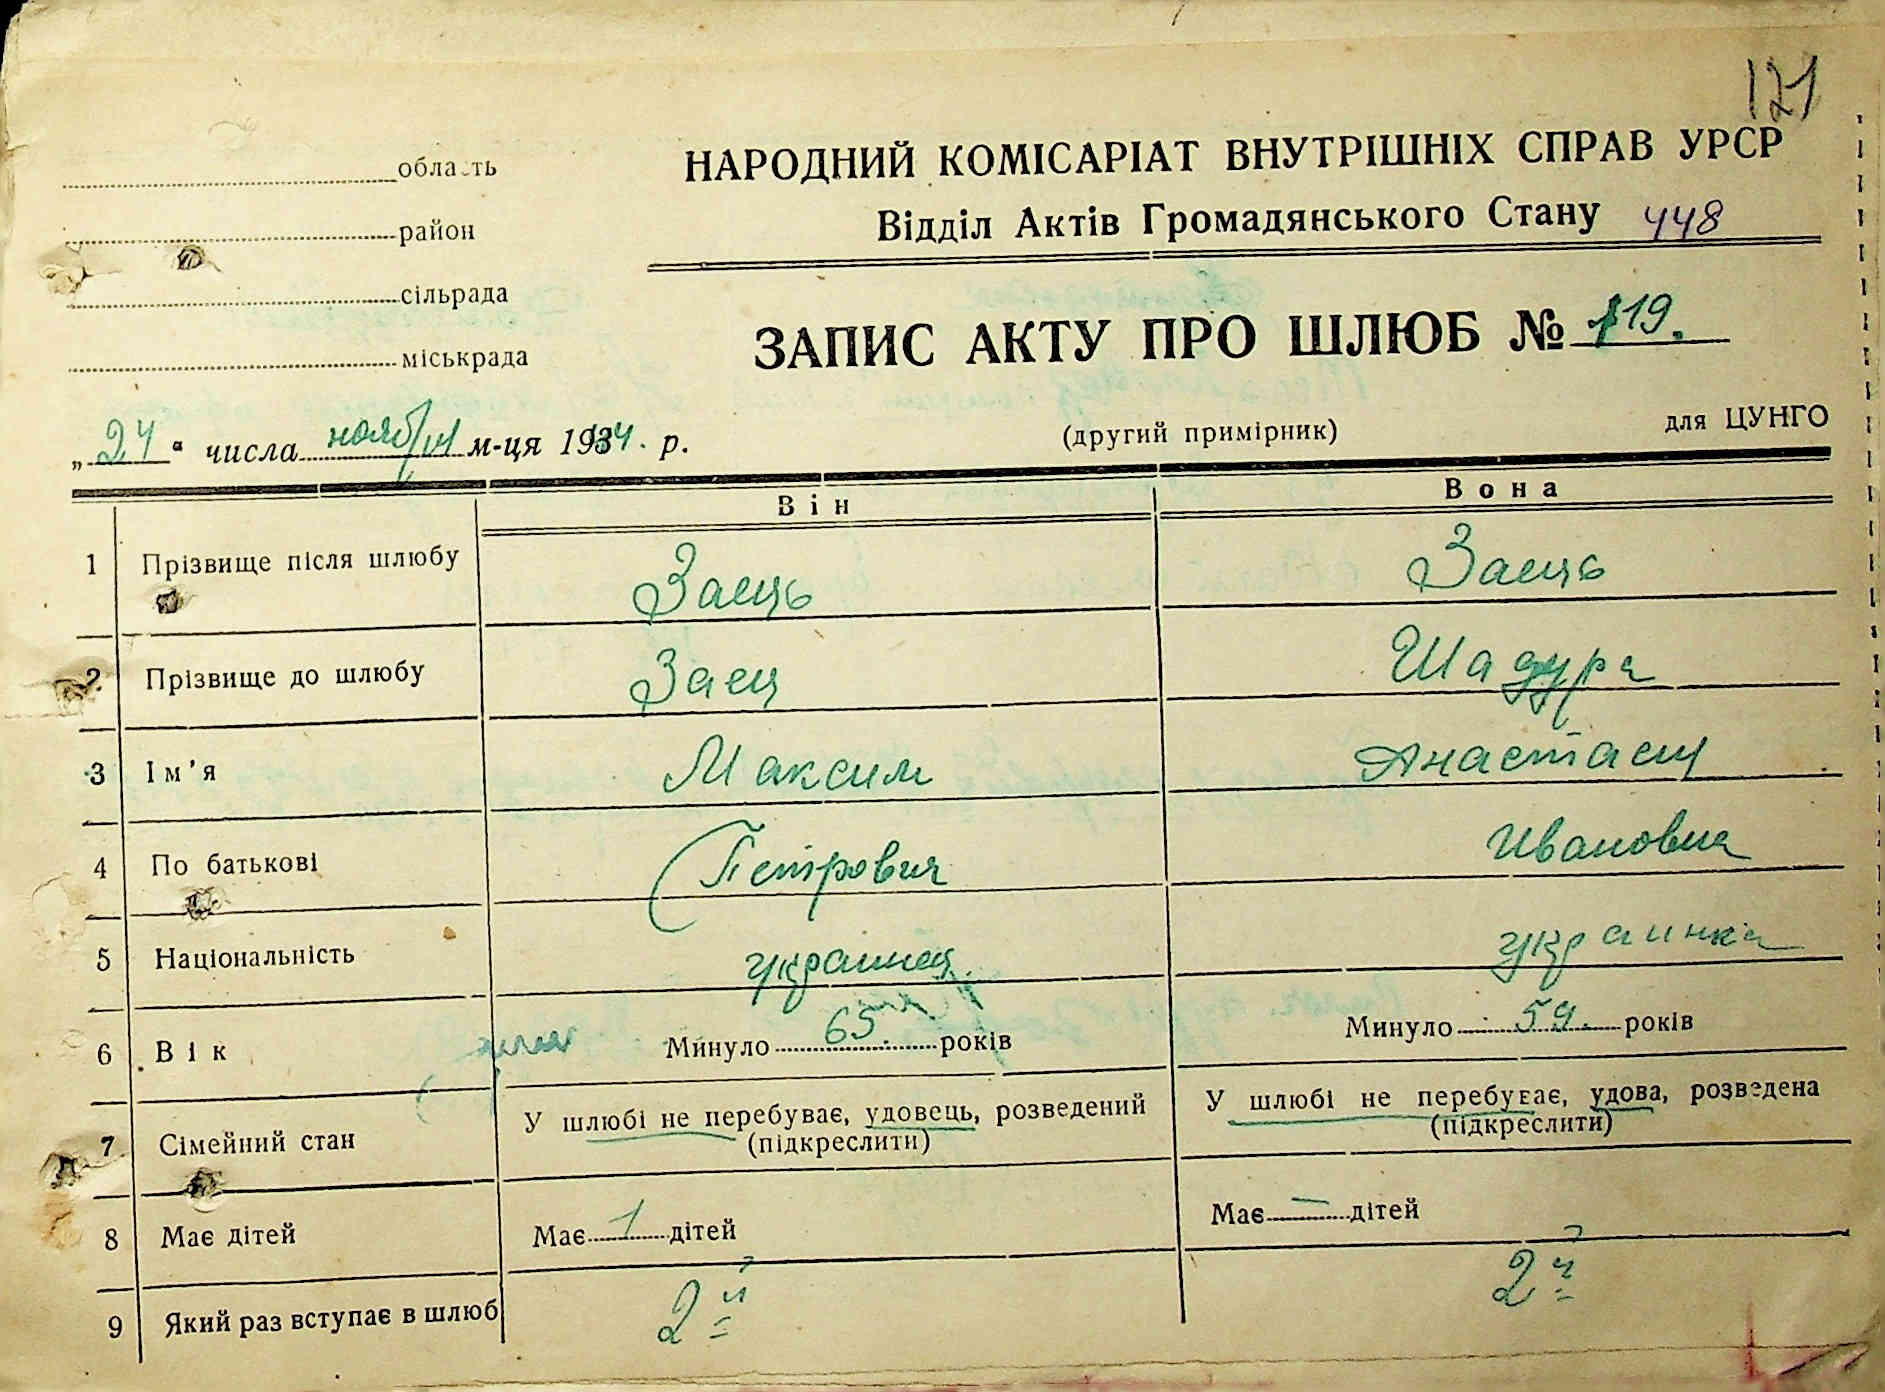 121
область
НАРОДНИЙ КОМІСАРІАТ ВНУТРІШНІХ СПРАВ УРСР
район
Відділ Актів Громадянського Стану 448
сільрада
ЗАПИС АКТУ ПРО ШЛЮБ № 119.
міськрада
„24" числа ноября м-ця 1944. р.
(другий примірник)
для ЦУНГО
Він
Вона
1 Прізвище після шлюбу Заець Заець
2 Прізвище до шлюбу Заец Шадура
3 Ім'я Максим Анастасия
4 По батькові Петрович Ивановна
5 Національність украинец украинка
6 Вік Минуло 65 років Минуло 59. років
7 Сімейний стан У шлюбі не перебуває, удовець, розведений (підкреслити) У шлюбі не перебуває, удова, розведена (підкреслити)
8 Має дітей Має 1 дітей Має — дітей
9 Який раз вступає в шлюб 2й 2й